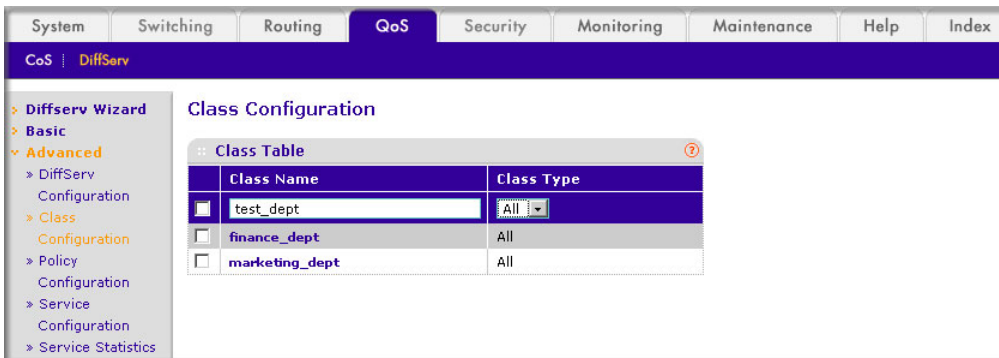 System Switching Routing QoS Security Monitoring Maintenance Help Index
CoS DiffServ
Diffserv Wizard
Basic
Advanced
» DiffServ
Configuration
» Class
Configuration
» Policy
Configuration
» Service
Configuration
» Service Statistics
Class Configuration
Class Table ?
Class Name Class Type
test_dept All
finance_dept All
marketing_dept All